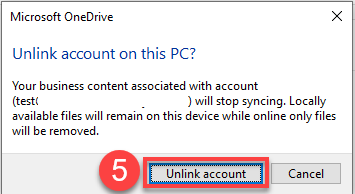 Microsoft OneDrive
Unlink account on this PC?
Your business content associated with account
(test ) will stop syncing. Locally
available files will remain on this device while online only files
will be removed.
5
Unlink account
Cancel